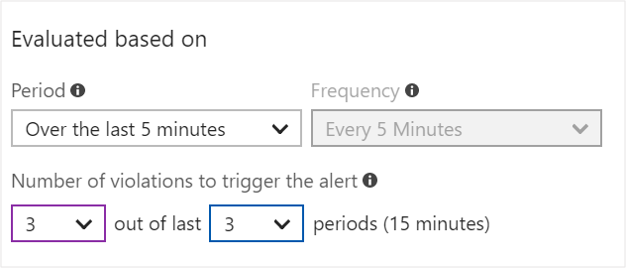 Evaluated based on
Period Frequency
Over the last 5 minutes Every 5 Minutes
Number of violations to trigger the alert
3 out of last 3 periods (15 minutes)